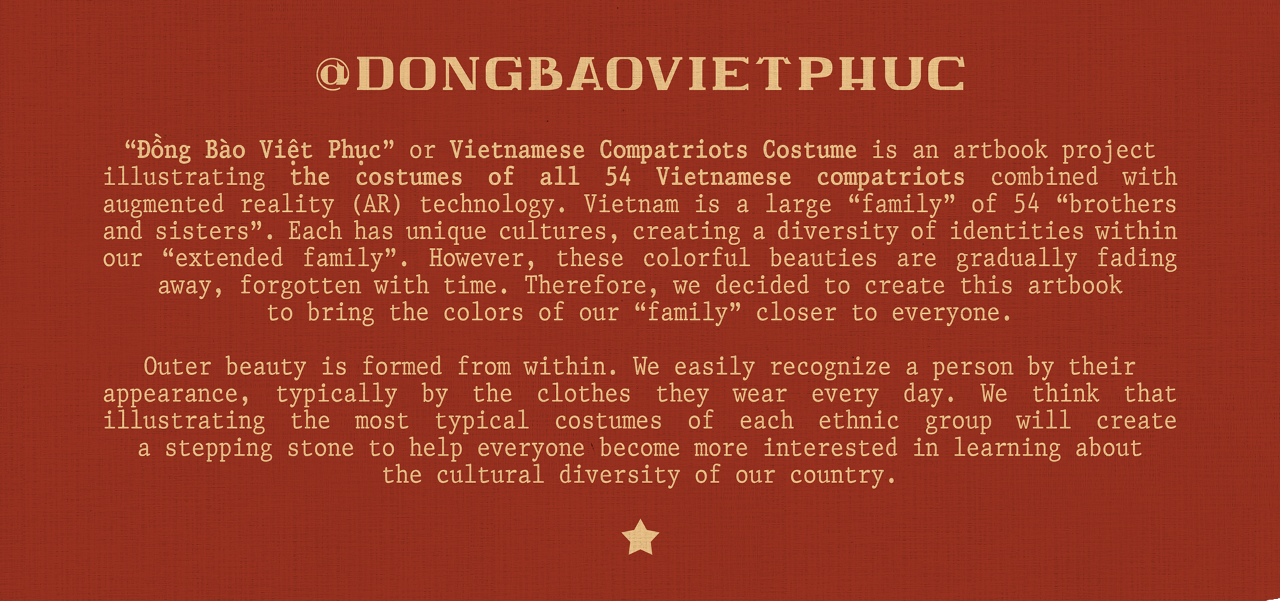 @DONGBAOVIETPHUC
“Đồng Bào Việt Phục” or Vietnamese Compatriots Costume is an artbook project
illustrating the costumes of all 54 Vietnamese compatriots combined with
augmented reality (AR) technology. Vietnam is a large “family” of 54 “brothers
and sisters”. Each has unique cultures, creating a diversity of identities within
our “extended family”. However, these colorful beauties are gradually fading
away, forgotten with time. Therefore, we decided to create this artbook
to bring the colors of our “family” closer to everyone.
Outer beauty is formed from within. We easily recognize a person by their
appearance, typically by the clothes they wear every day. We think that
illustrating the most typical costumes of each ethnic group will create
a stepping stone to help everyone become more interested in learning about
the cultural diversity of our country.